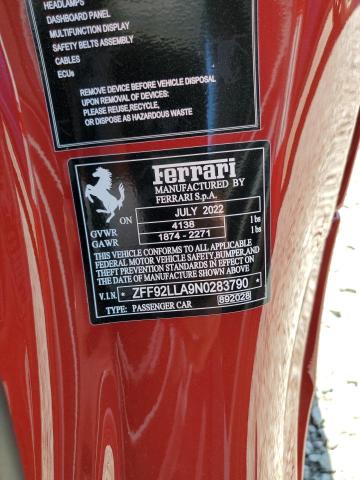 HEADLAMPS
DASHBOARD PANEL
MULTIFUNCTION DISPLAY
SAFETY BELTS ASSEMBLY
CABLES
ECUs
REMOVE DEVICE BEFORE VEHICLE DISPOSAL
UPON REMOVAL OF DEVICES:
PLEASE REUSE,RECYCLE,
OR DISPOSE AS HAZARDOUS WASTE
Ferrari
MANUFACTURED BY
FERRARI S.p.A.
ON JULY 2022
GVWR 4138 lbs
GAWR 1874 - 2271 lbs
THIS VEHICLE CONFORMS TO ALL APPLICABLE
FEDERAL MOTOR VEHICLE SAFETY,BUMPER,AND
THEFT PREVENTION STANDARDS IN EFFECT ON
THE DATE OF MANUFACTURE SHOWN ABOVE
V.I.N. * ZFF92LLA9N0283790 *
TYPE: PASSENGER CAR 892028